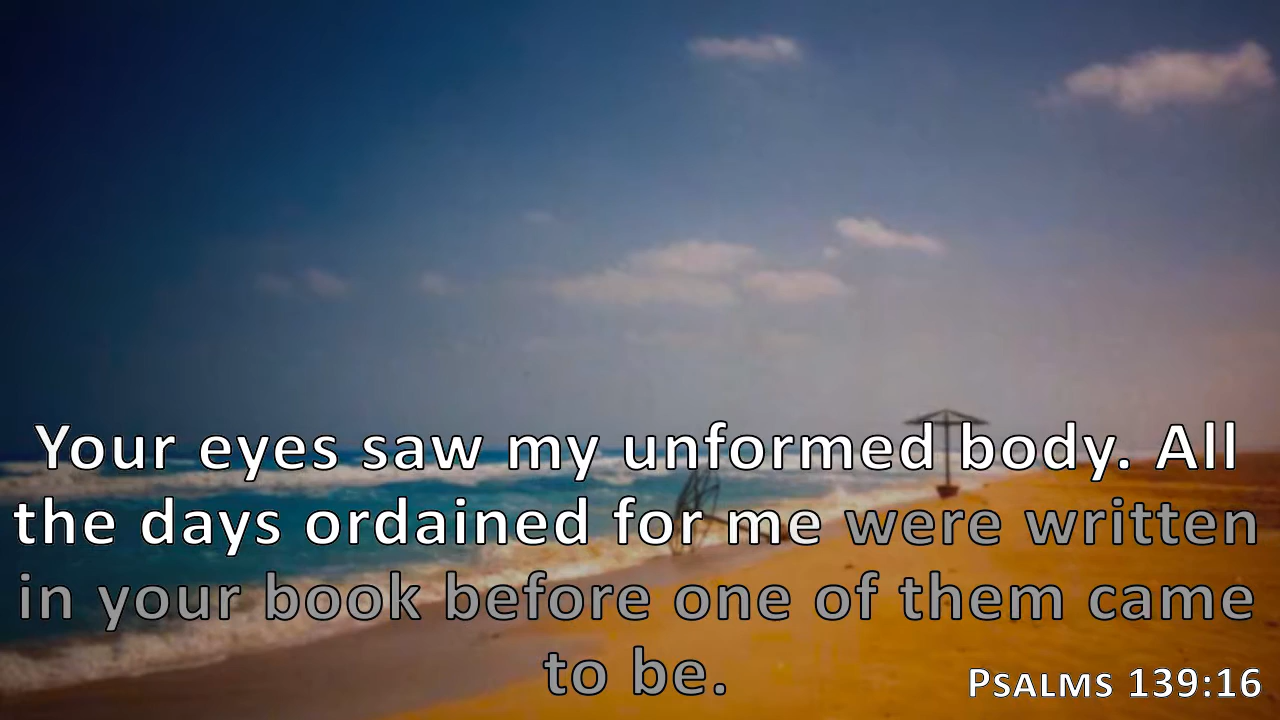 Your eyes saw my unformed body. All
the days ordained for me were written
in your book before one of them came
to be.
Psalms 139:16